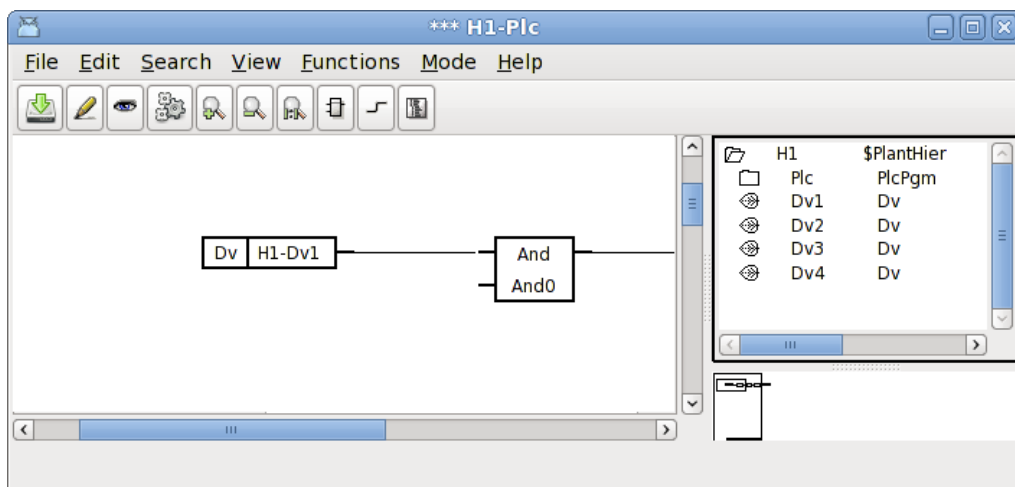 *** H1-Plc
File Edit Search View Functions Mode Help
H1 $PlantHier
Plc PlcPgm
Dv1 Dv
Dv2 Dv
Dv3 Dv
Dv4 Dv
Dv H1-Dv1
And
And0